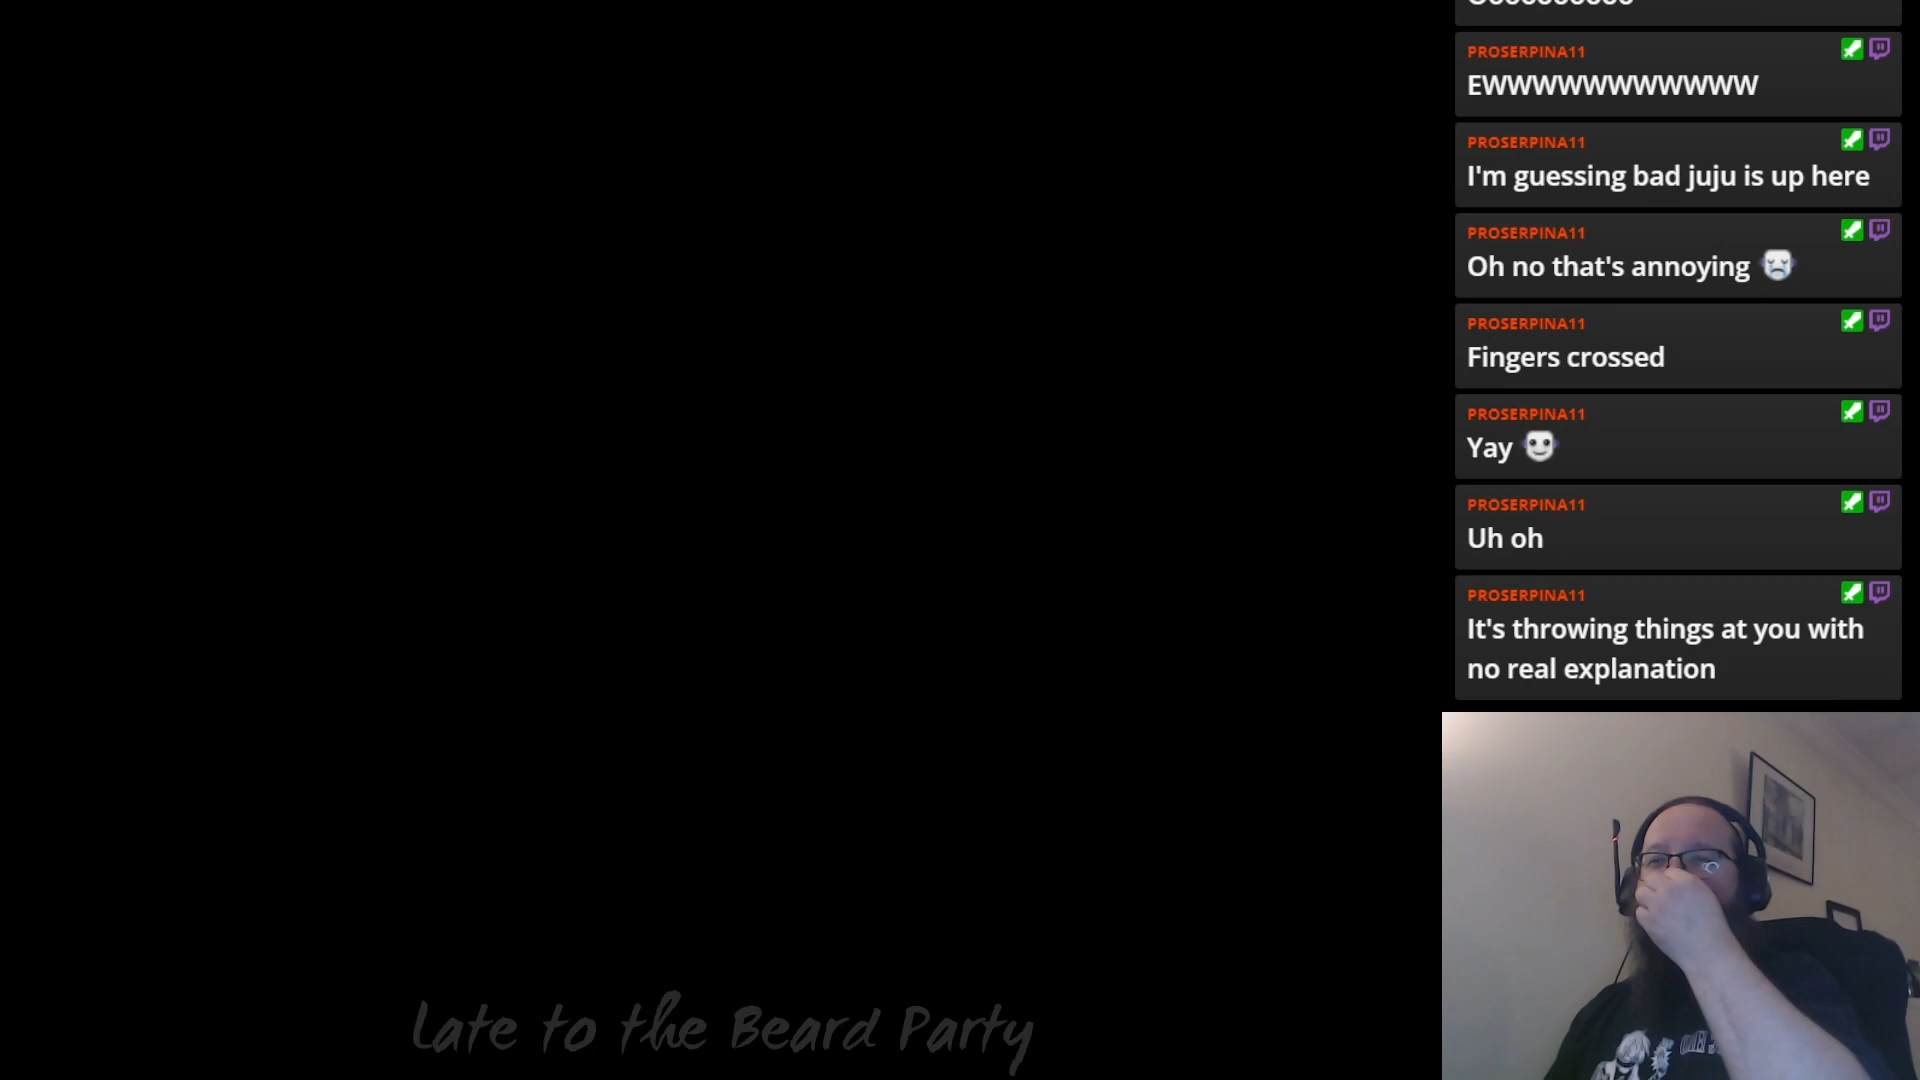 PROSERPINA11
EWWWWWWWWWWW
PROSERPINA11
I'm guessing bad juju is up here
PROSERPINA11
Oh no that's annoying
PROSERPINA11
Fingers crossed
PROSERPINA11
Yay
PROSERPINA11
Uh oh
PROSERPINA11
It's throwing things at you with
no real explanation
Late to the Beard Party